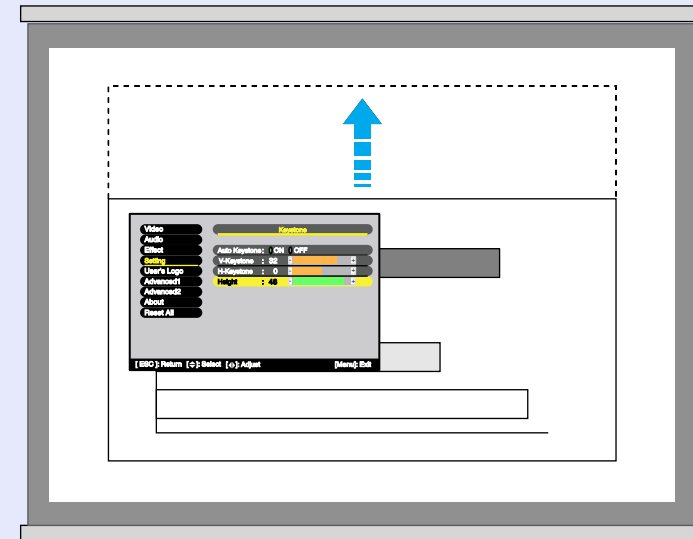 Video
Audio
Effect
Setting
User's Logo
Advanced1
Advanced2
About
Reset All
Keystone
Auto Keystone : ON OFF
V-Keystone : 32 - +
H-Keystone : 0 - +
Height : 48 - +
[ ESC ]: Return [ ]: Select [ ]: Adjust [Menu]: Exit